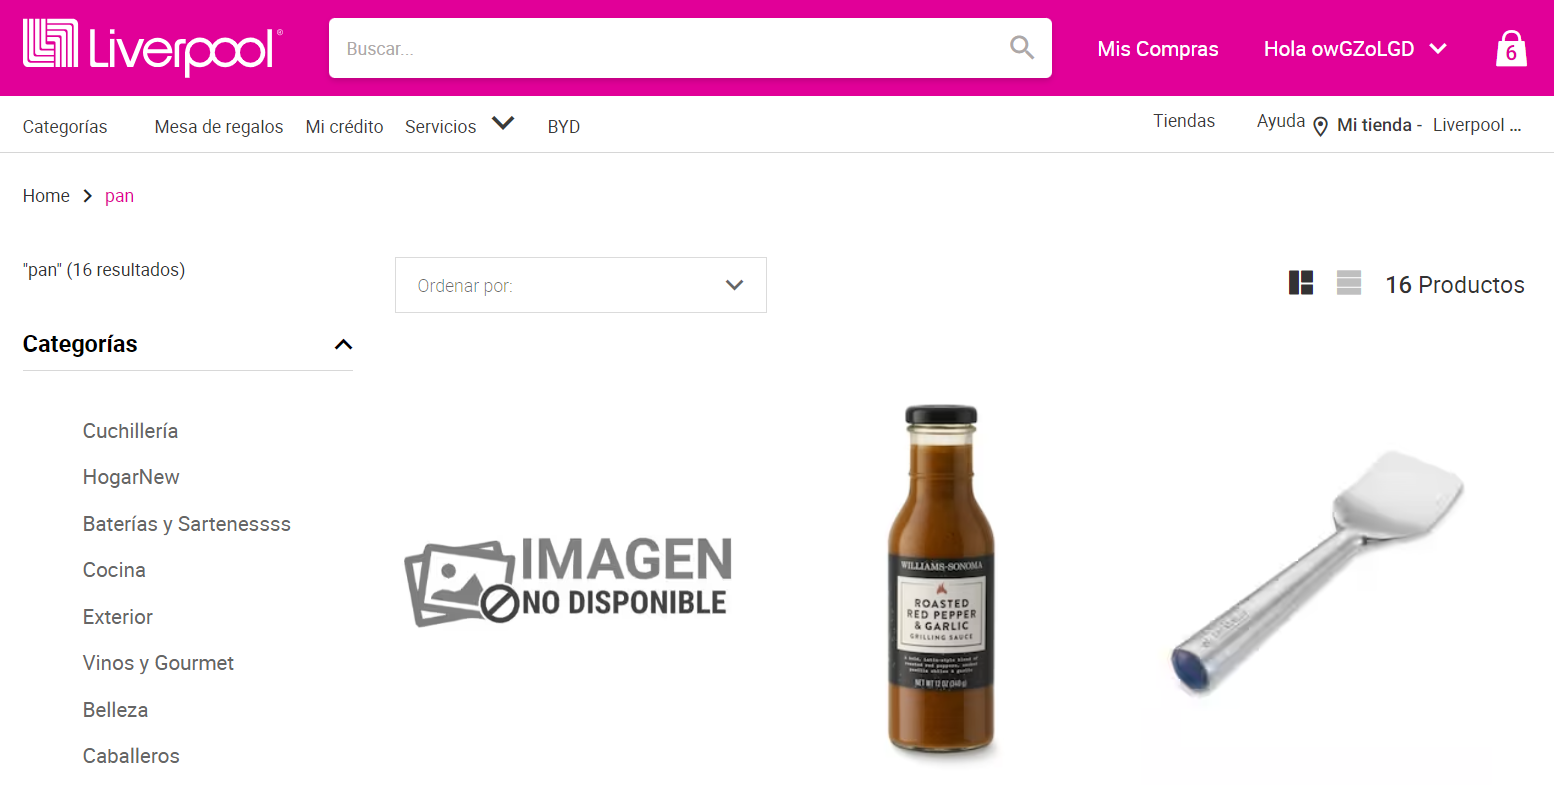 Liverpool®
Buscar...
Mis Compras
Hola owGZoLGD
6
Categorías
Mesa de regalos
Mi crédito
Servicios
BYD
Tiendas
Ayuda
Mi tienda - Liverpool ...
Home
pan
"pan" (16 resultados)
Ordenar por:
16 Productos
Categorías
Cuchillería
HogarNew
Baterías y Sartenessss
Cocina
Exterior
Vinos y Gourmet
Belleza
Caballeros
IMAGEN
NO DISPONIBLE
WILLIAMS-SONOMA
ROASTED
RED PEPPER
& GARLIC
GRILLING SAUCE
NET WT 12 OZ (340 g)